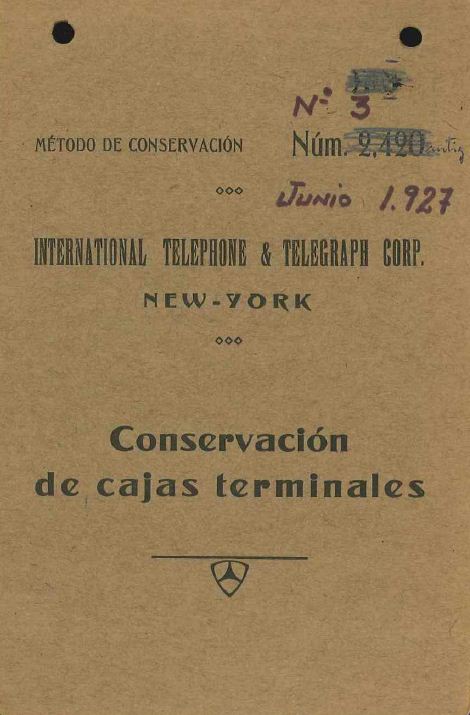 Nº 3
MÉTODO DE CONSERVACIÓN Núm. 2,420 antig
JUNIO 1.927
INTERNATIONAL TELEPHONE & TELEGRAPH CORP.
NEW-YORK
Conservación
de cajas terminales